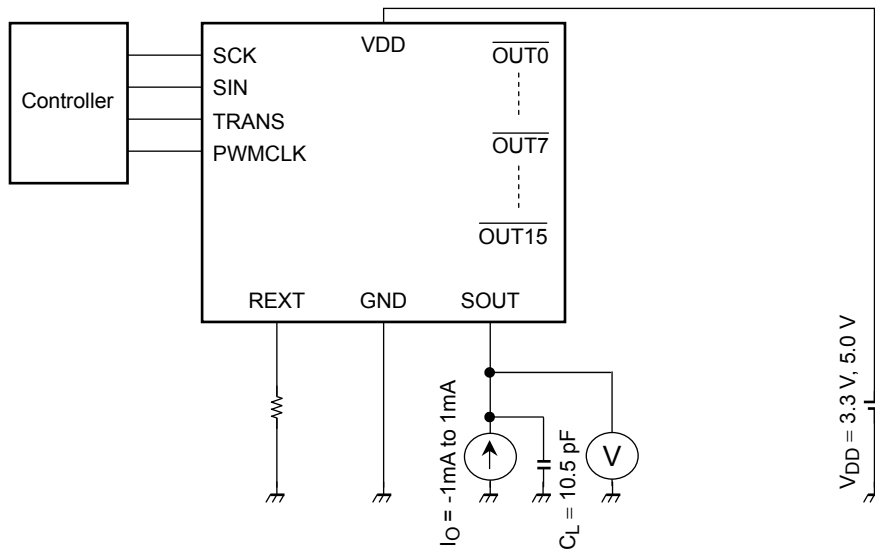 VDD
SCK
SIN
TRANS
PWMCLK
Controller
OUT0
OUT7
OUT15
REXT
GND
SOUT
IO = -1mA to 1mA
CL = 10.5 pF
V
VDD = 3.3 V, 5.0 V